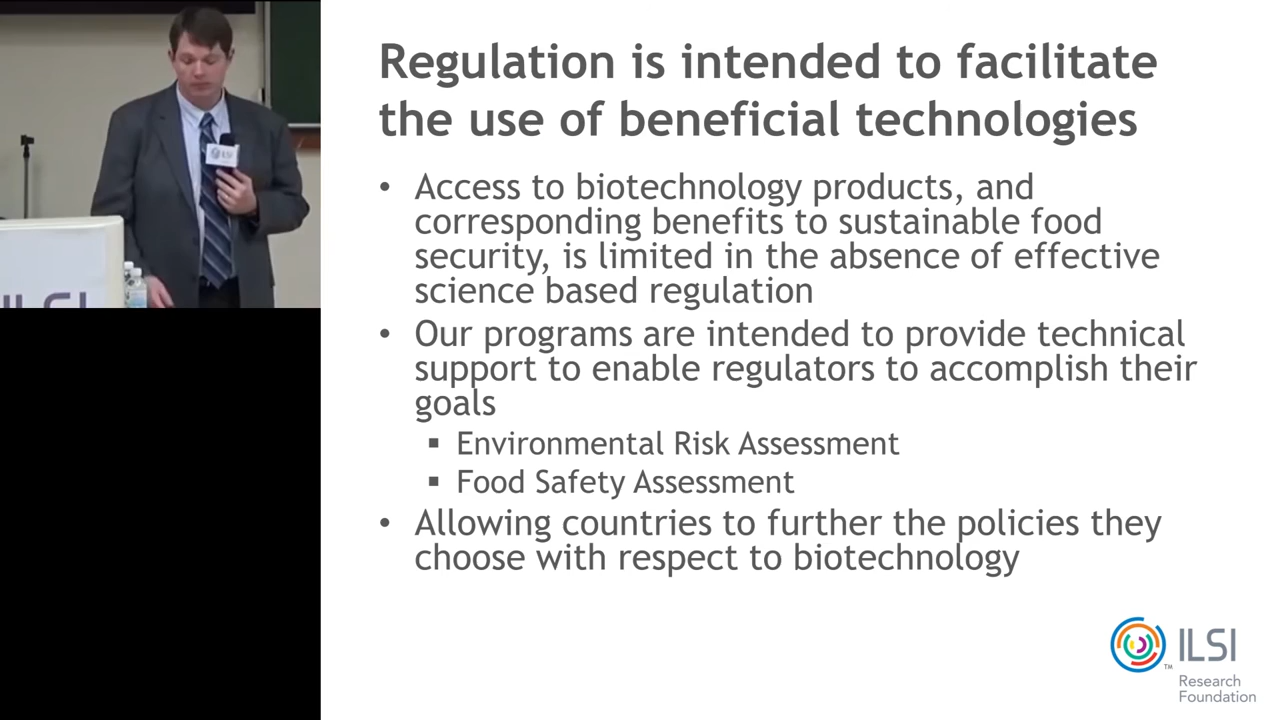 Regulation is intended to facilitate
the use of beneficial technologies
• Access to biotechnology products, and
corresponding benefits to sustainable food
security, is limited in the absence of effective
science based regulation
• Our programs are intended to provide technical
support to enable regulators to accomplish their
goals
▪ Environmental Risk Assessment
▪ Food Safety Assessment
• Allowing countries to further the policies they
choose with respect to biotechnology
ILSI
TM
Research
Foundation
ILSI
ILSI